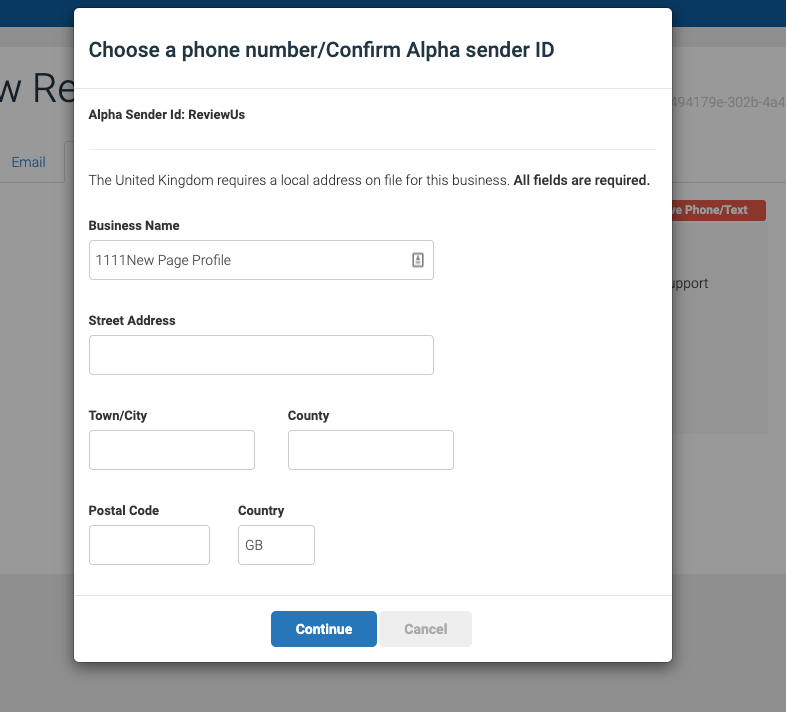 Choose a phone number/Confirm Alpha sender ID
w Re
494179e-302b-4a4
Alpha Sender Id: ReviewUs
Email
The United Kingdom requires a local address on file for this business. All fields are required.
ve Phone/Text
Business Name
1111New Page Profile
upport
Street Address
Town/City County
Postal Code Country
GB
Continue Cancel